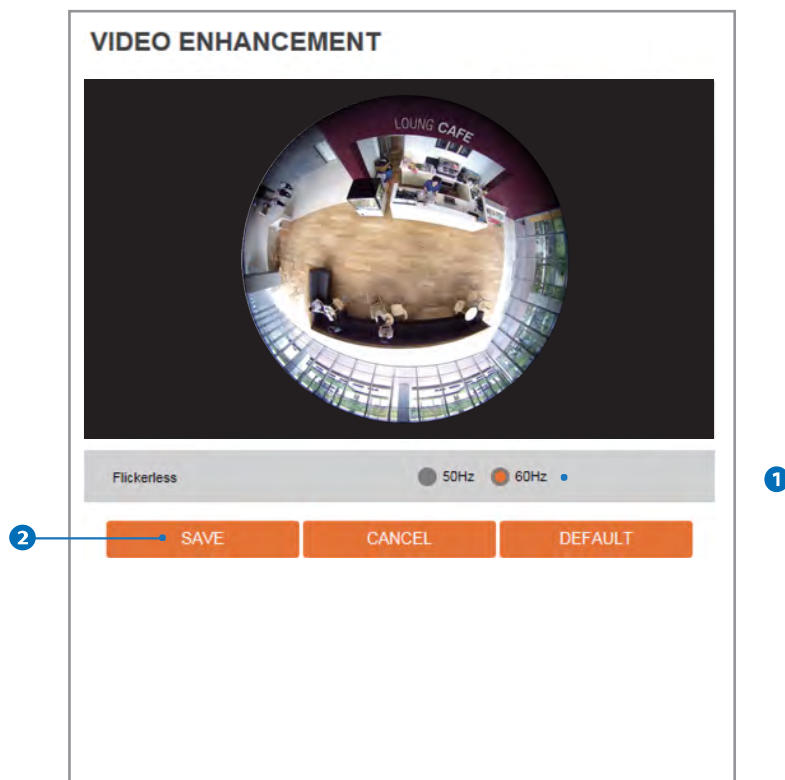 VIDEO ENHANCEMENT
LOUNG CAFE
Flickerless 50Hz 60Hz
1
2
SAVE CANCEL DEFAULT